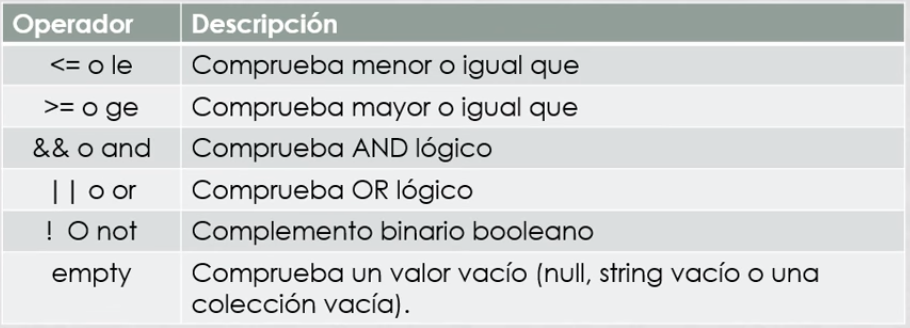 Operador Descripción
<= o le Comprueba menor o igual que
>= o ge Comprueba mayor o igual que
&& o and Comprueba AND lógico
|| o or Comprueba OR lógico
! O not Complemento binario booleano
empty Comprueba un valor vacío (null, string vacío o una
colección vacía).